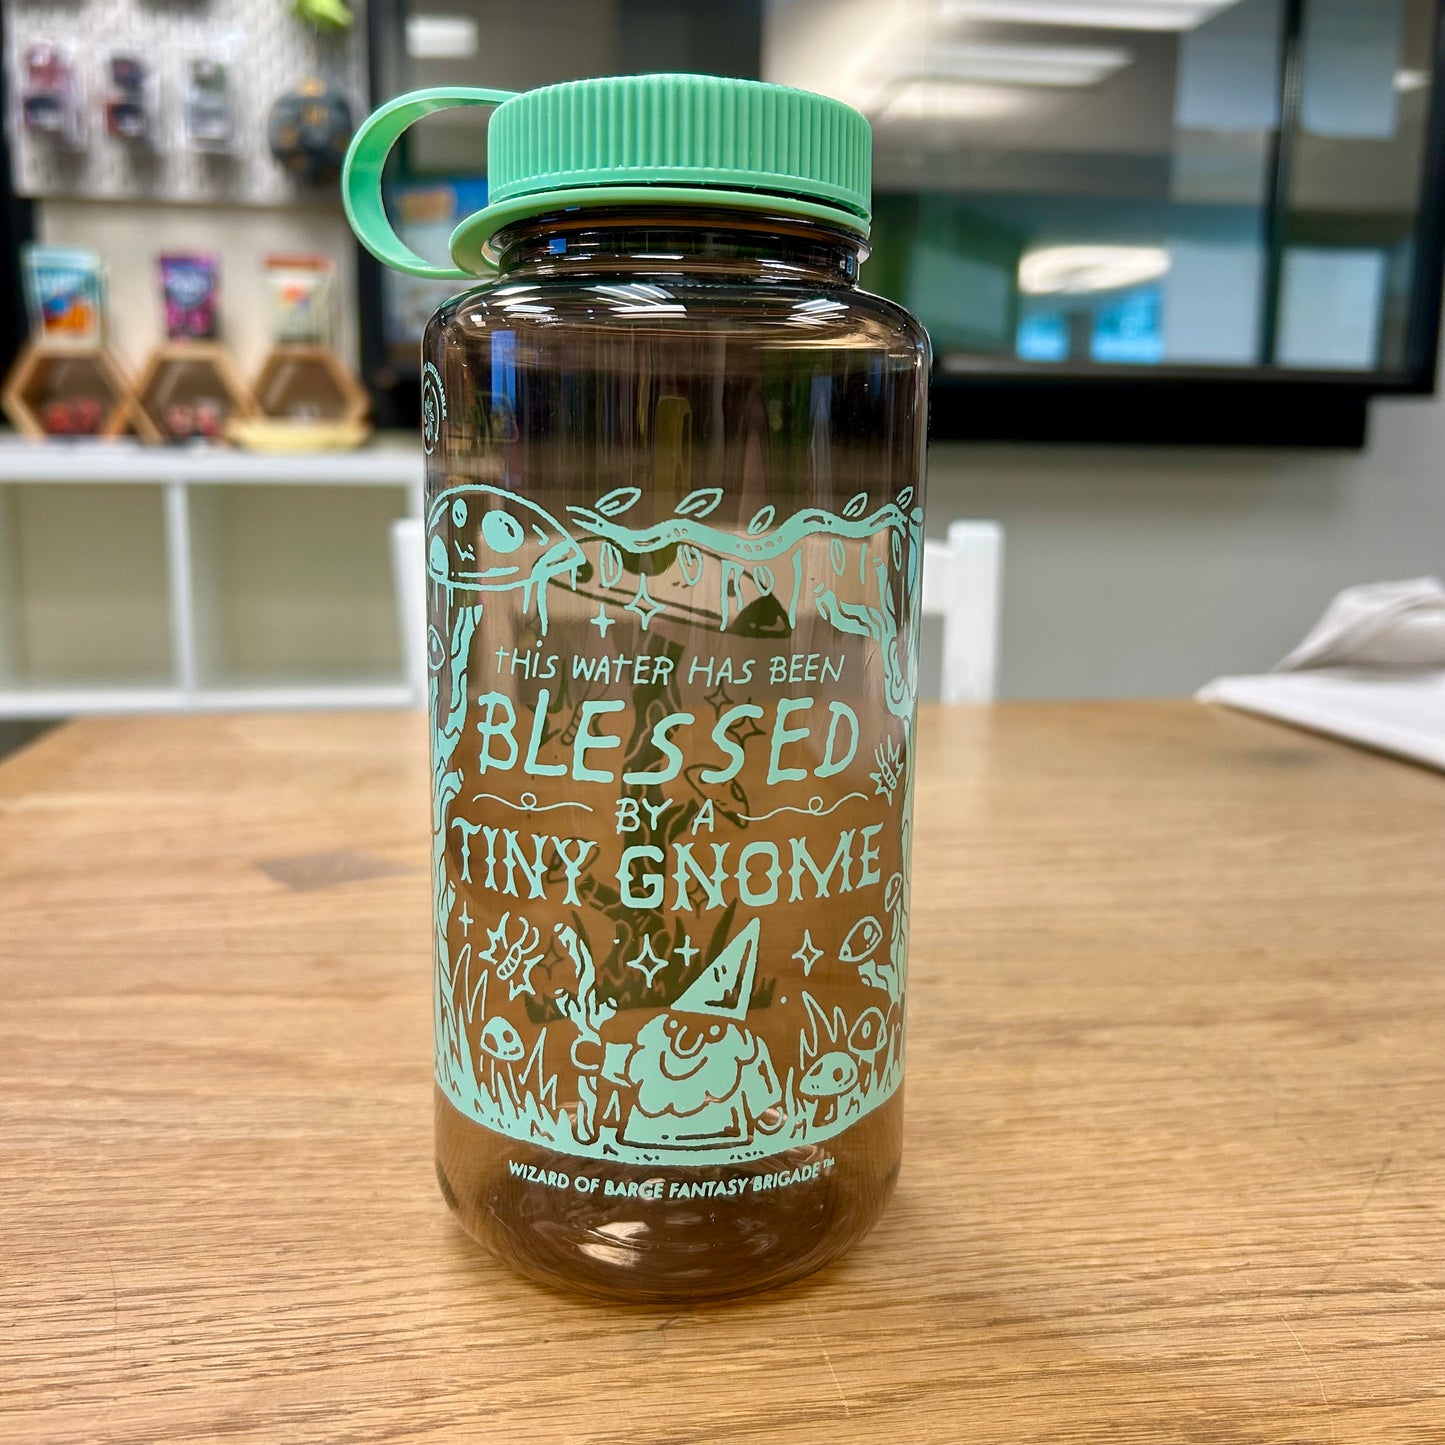 THiS WATER HAS BEEN
BLESSED
BY A
TINY GNOME
WIZARD OF BARGE FANTASY BRIGADE™